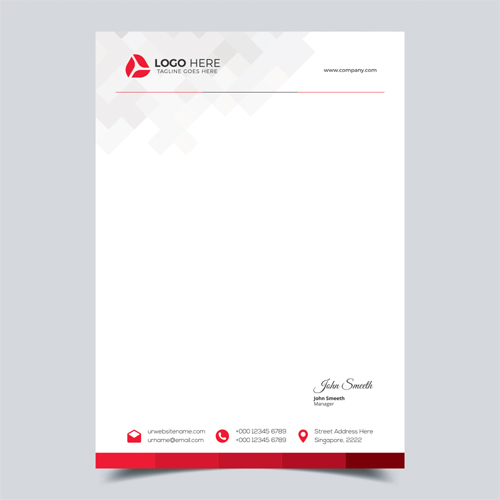 LOGO HERE
TAGLINE GOES HERE
www.company.com
John Smeeth
John Smeeth
Manager
urwebsitename.com
urname@email.com
+000 12345 6789
+000 12345 6789
Street Address Here
Singapore, 2222